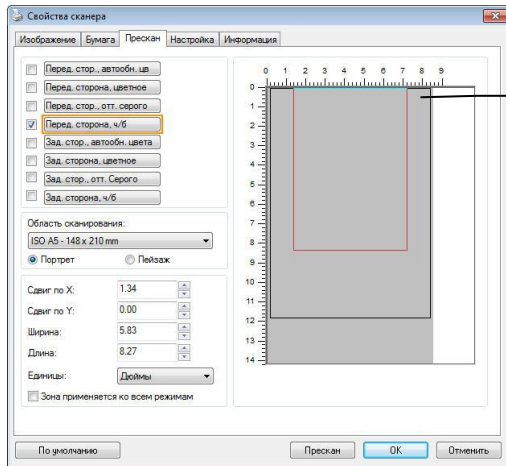 Свойства сканера
Изображение Бумага Прескан Настройка Информация
Перед. стор., автообн. цв
Перед. сторона, цветное
Перед. стор., отт. серого
Перед. сторона, ч/б
Зад. стор., автообн. цвета
Зад. сторона, цветное
Зад. стор., отт. Серого
Зад. сторона, ч/б
Область сканирования:
ISO A5 - 148 x 210 mm
Портрет Пейзаж
Сдвиг по X: 1.34
Сдвиг по Y: 0.00
Ширина: 5.83
Длина: 8.27
Единицы: Дюймы
Зона применяется ко всем режимам
0 1 2 3 4 5 6 7 8 9
0
1
2
3
4
5
6
7
8
9
10
11
12
13
14
По умолчанию Прескан OK Отменить